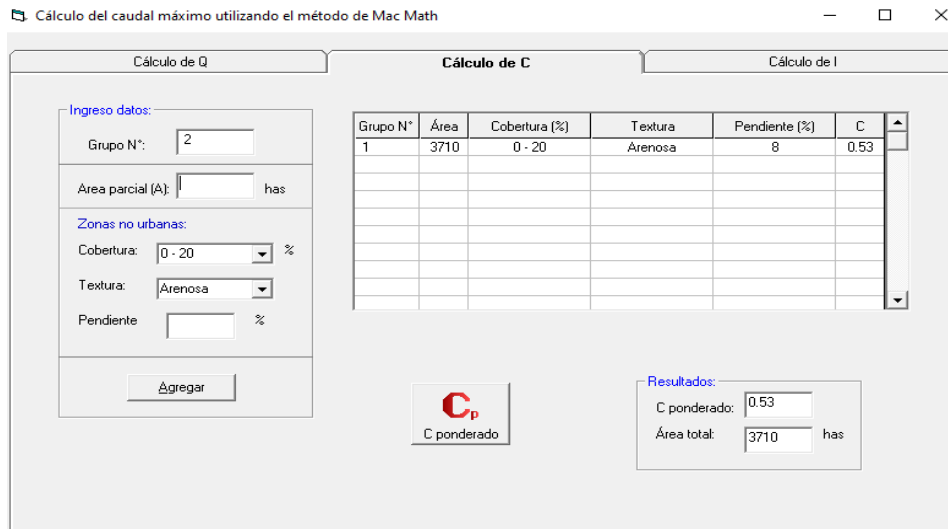 Cálculo del caudal máximo utilizando el método de Mac Math
Cálculo de Q
Cálculo de C
Cálculo de I
Ingreso datos:
Grupo N°: 2
Area parcial (A): has
Zonas no urbanas:
Cobertura: 0 - 20 %
Textura: Arenosa
Pendiente %
Agregar
Grupo N° Área Cobertura (%) Textura Pendiente (%) C
1 3710 0 - 20 Arenosa 8 0.53
Cp
C ponderado
Resultados:
C ponderado: 0.53
Área total: 3710 has